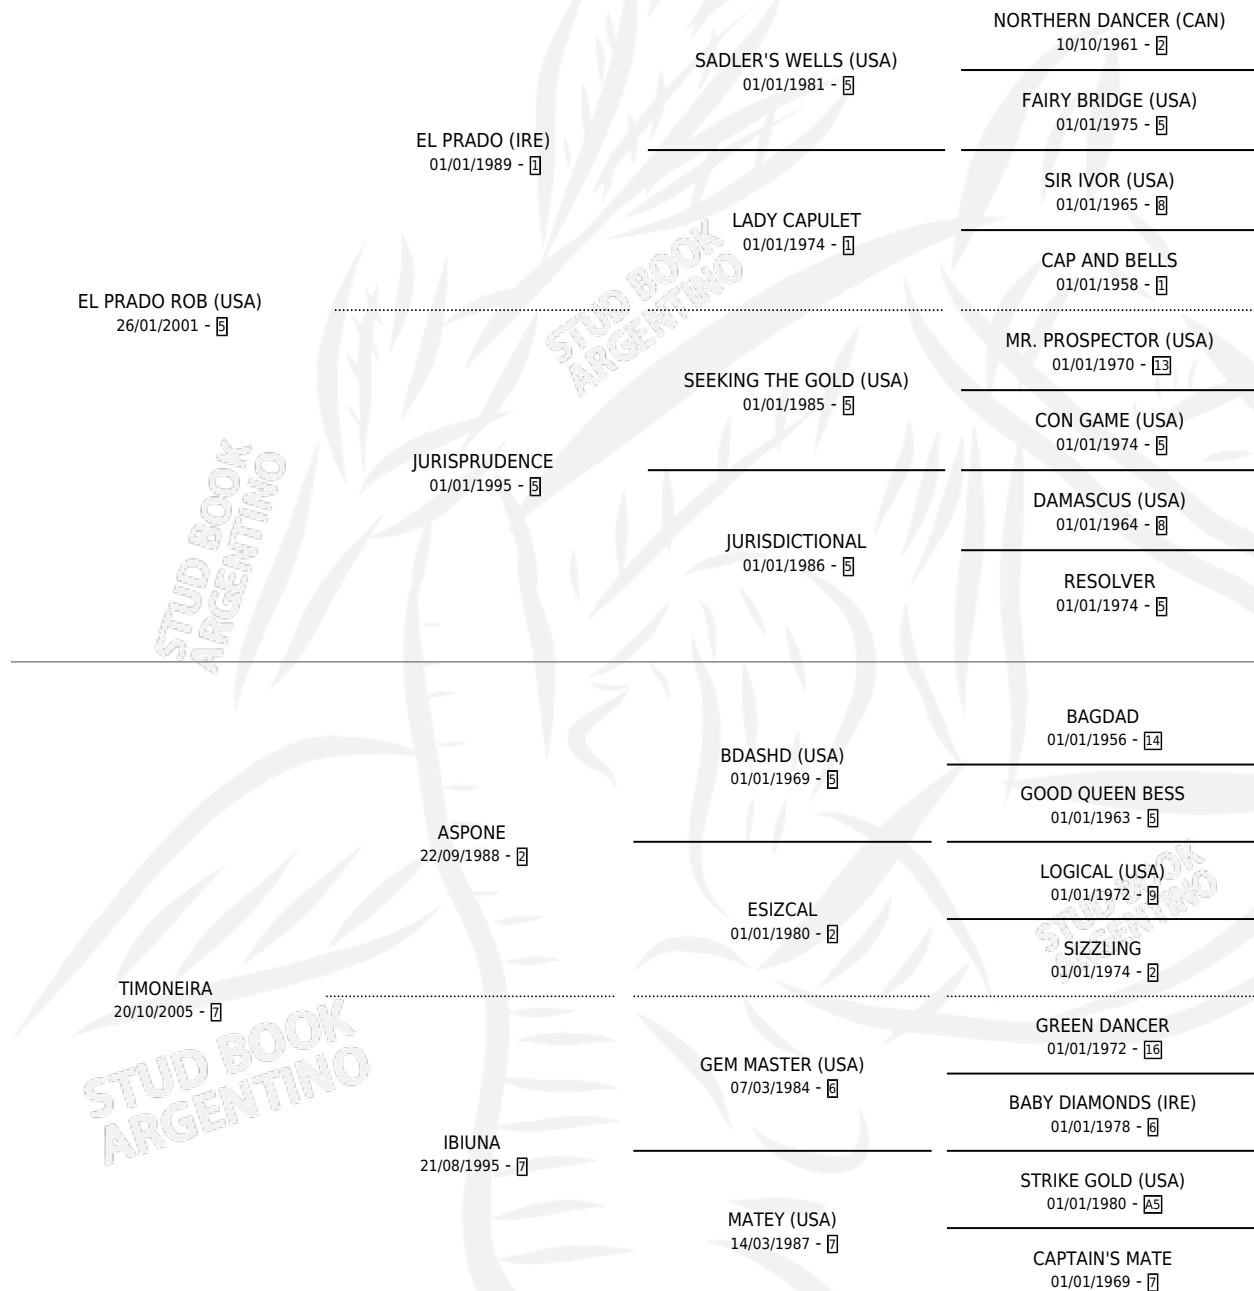 NORTHERN DANCER (CAN)
10/10/1961 - 2
SADLER'S WELLS (USA)
01/01/1981 - 5
FAIRY BRIDGE (USA)
01/01/1975 - 5
EL PRADO (IRE)
01/01/1989 - 1
SIR IVOR (USA)
01/01/1965 - 8
LADY CAPULET
01/01/1974 - 1
CAP AND BELLS
01/01/1958 - 1
EL PRADO ROB (USA)
26/01/2001 - 5
MR. PROSPECTOR (USA)
01/01/1970 - 13
SEEKING THE GOLD (USA)
01/01/1985 - 5
CON GAME (USA)
01/01/1974 - 5
JURISPRUDENCE
01/01/1995 - 5
DAMASCUS (USA)
01/01/1964 - 8
JURISDICTIONAL
01/01/1986 - 5
RESOLVER
01/01/1974 - 5
BAGDAD
01/01/1956 - 14
BDASHD (USA)
01/01/1969 - 5
GOOD QUEEN BESS
01/01/1963 - 5
ASPONE
22/09/1988 - 2
LOGICAL (USA)
01/01/1972 - 9
ESIZCAL
01/01/1980 - 2
SIZZLING
01/01/1974 - 2
TIMONEIRA
20/10/2005 - 7
GREEN DANCER
01/01/1972 - 16
GEM MASTER (USA)
07/03/1984 - 6
BABY DIAMONDS (IRE)
01/01/1978 - 6
IBIUNA
21/08/1995 - 7
STRIKE GOLD (USA)
01/01/1980 - A5
MATEY (USA)
14/03/1987 - 7
CAPTAIN'S MATE
01/01/1969 - 7
STUD BOOK
ARGENTINO
STUD BOOK
ARGENTINO
STUD BOOK
ARGENTINO
STUD BOOK
ARGENTINO